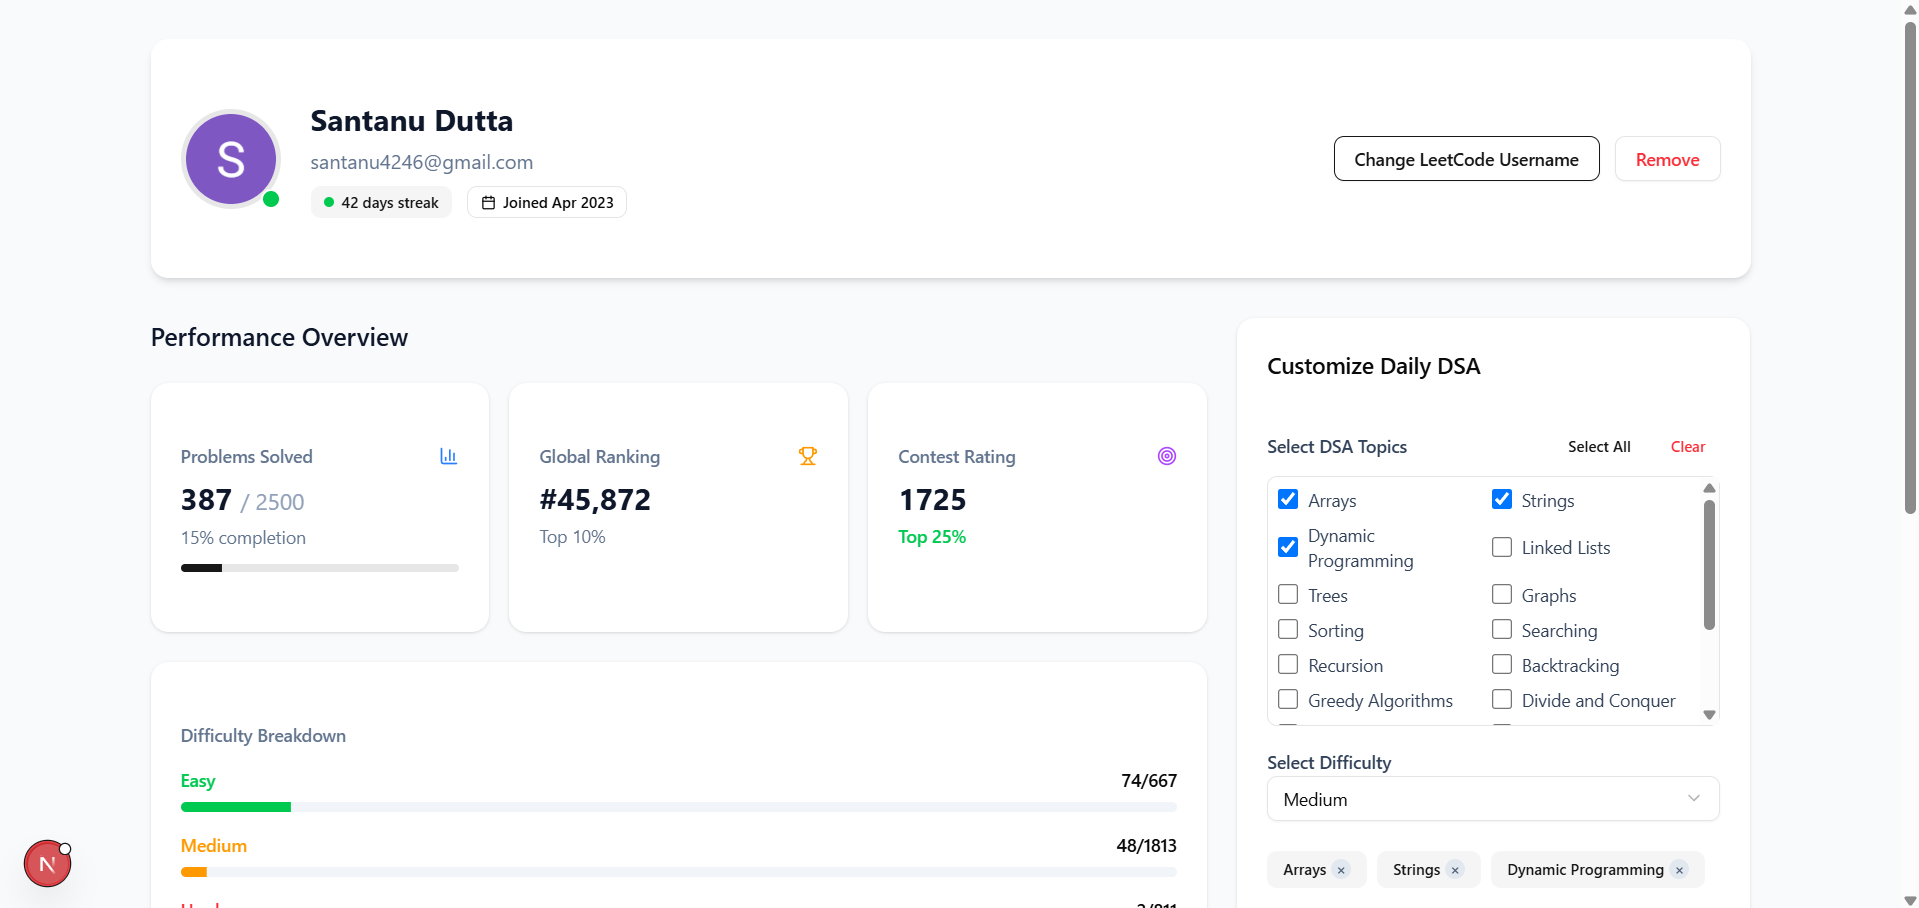 S
Santanu Dutta
santanu4246@gmail.com
42 days streak
Joined Apr 2023
Change LeetCode Username
Remove
Performance Overview
Problems Solved
387 / 2500
15% completion
Global Ranking
#45,872
Top 10%
Contest Rating
1725
Top 25%
Difficulty Breakdown
Easy
74/667
Medium
48/1813
Customize Daily DSA
Select DSA Topics
Select All
Clear
Arrays
Strings
Dynamic
Programming
Linked Lists
Trees
Graphs
Sorting
Searching
Recursion
Backtracking
Greedy Algorithms
Divide and Conquer
Select Difficulty
Medium
Arrays ×
Strings ×
Dynamic Programming ×
N